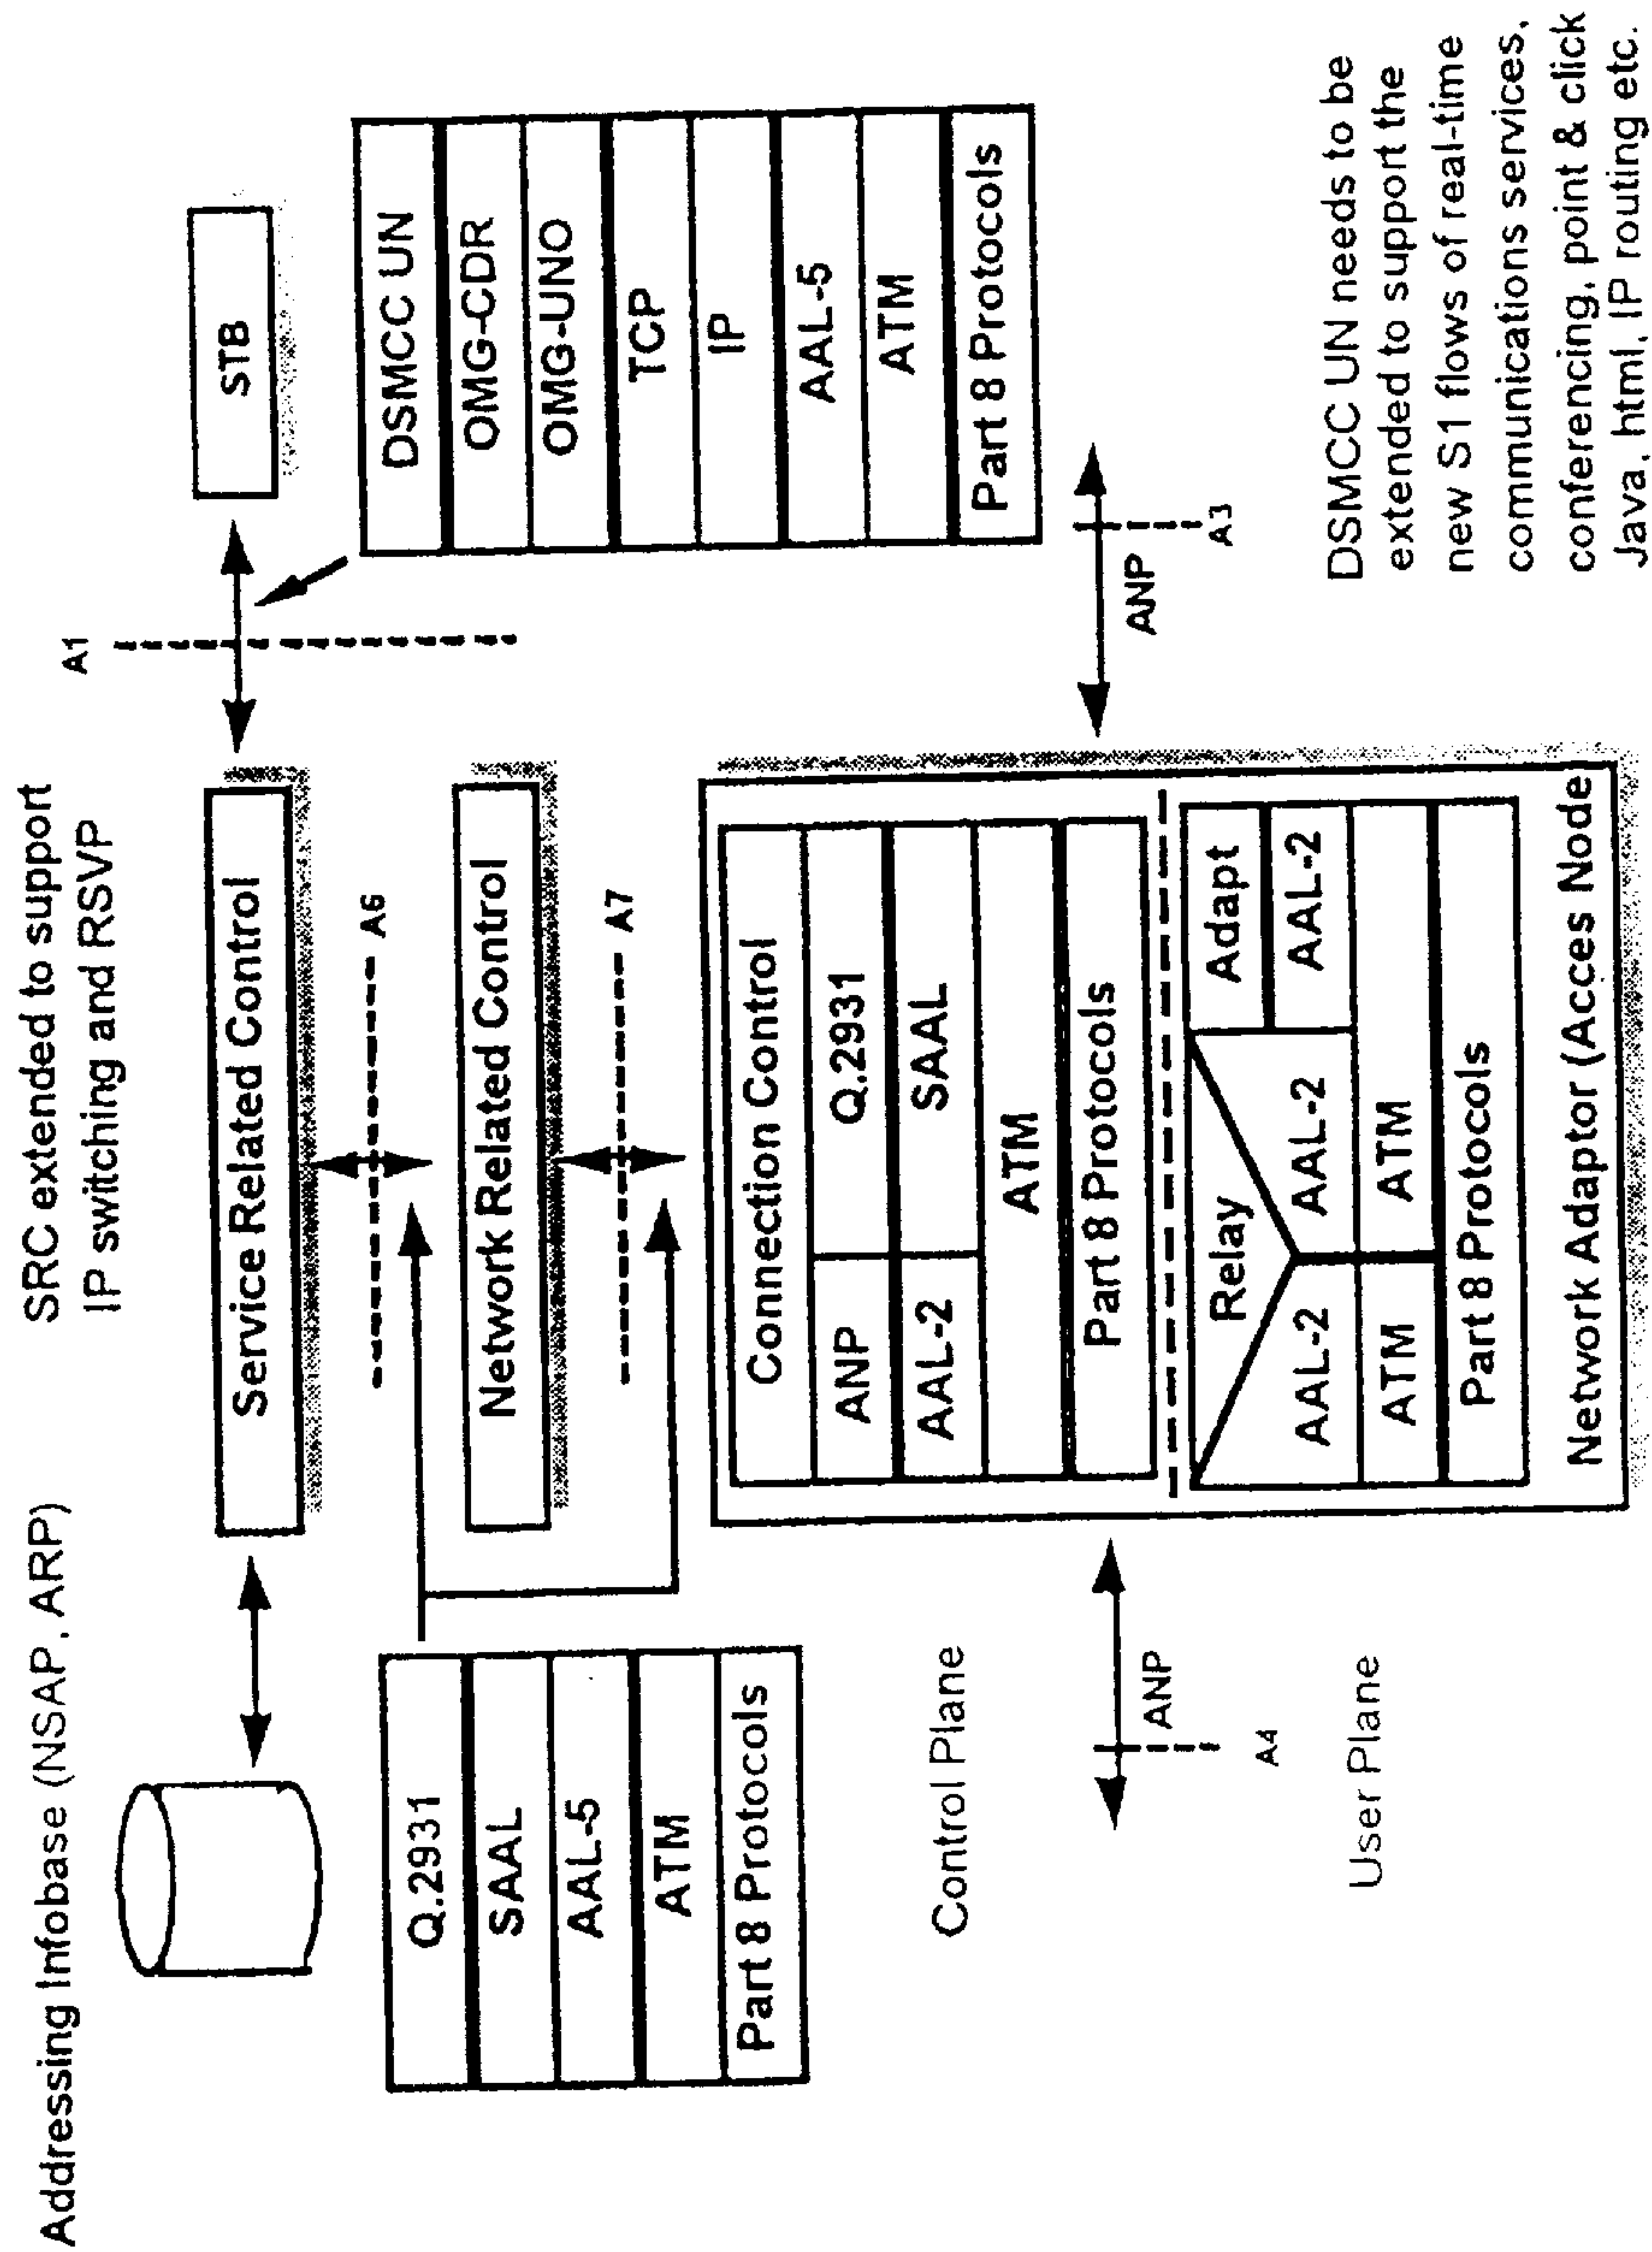 Addressing Infobase (NSAP, ARP)
SRC extended to support
IP switching and RSVP
A1
Service Related Control
STB
A6
Q.2931
SAAL
AAL-5
ATM
Part 8 Protocols
Network Related Control
A7
DSMCC UN
OMG-CDR
OMG-UNO
TCP
IP
AAL-5
ATM
Part 8 Protocols
Connection Control
ANP
Q.2931
AAL-2
SAAL
ATM
Part 8 Protocols
Control Plane
ANP
A4
User Plane
ANP
A3
Relay
Adapt
AAL-2
AAL-2
AAL-2
ATM
ATM
Part 8 Protocols
Network Adaptor (Acces Node
DSMCC UN needs to be
extended to support the
new S1 flows of real-time
communications services,
conferencing, point & click
Java, html, IP routing etc.